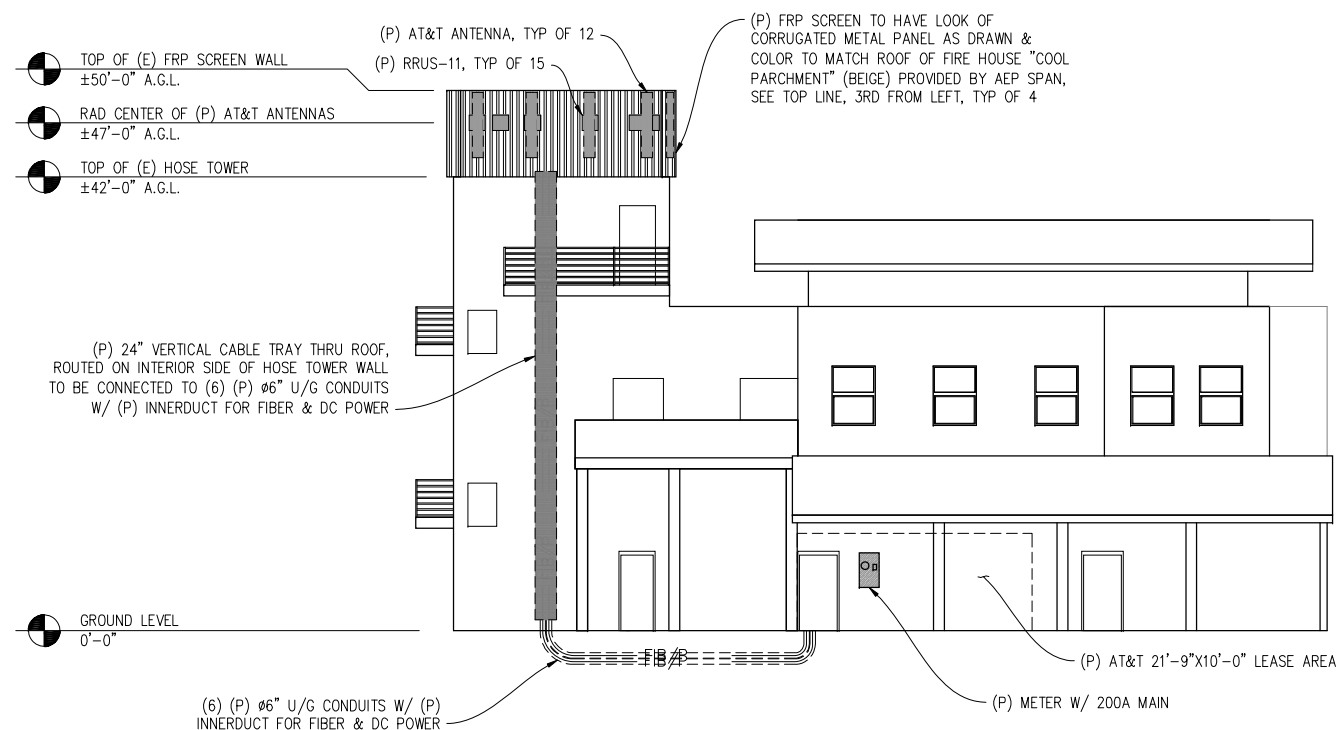 (P) AT&T ANTENNA, TYP OF 12
(P) RRUS-11, TYP OF 15
(P) FRP SCREEN TO HAVE LOOK OF
CORRUGATED METAL PANEL AS DRAWN &
COLOR TO MATCH ROOF OF FIRE HOUSE "COOL
PARCHMENT" (BEIGE) PROVIDED BY AEP SPAN,
SEE TOP LINE, 3RD FROM LEFT, TYP OF 4
TOP OF (E) FRP SCREEN WALL
±50'-0" A.G.L.
RAD CENTER OF (P) AT&T ANTENNAS
±47'-0" A.G.L.
TOP OF (E) HOSE TOWER
±42'-0" A.G.L.
(P) 24" VERTICAL CABLE TRAY THRU ROOF,
ROUTED ON INTERIOR SIDE OF HOSE TOWER WALL
TO BE CONNECTED TO (6) (P) ø6" U/G CONDUITS
W/ (P) INNERDUCT FOR FIBER & DC POWER
GROUND LEVEL
0'-0"
(P) AT&T 21'-9"X10'-0" LEASE AREA
(P) METER W/ 200A MAIN
(6) (P) ø6" U/G CONDUITS W/ (P)
INNERDUCT FOR FIBER & DC POWER